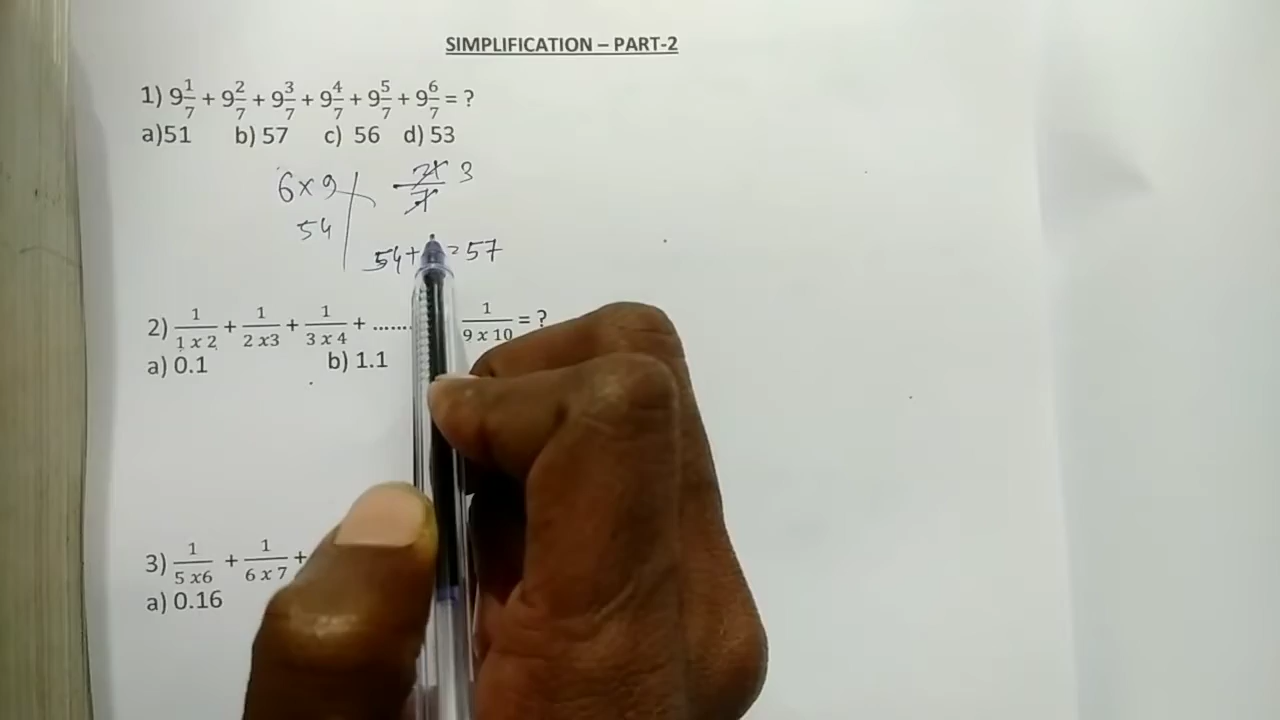 SIMPLIFICATION – PART-2
1) 9 1/7 + 9 2/7 + 9 3/7 + 9 4/7 + 9 5/7 + 9 6/7 = ?
a)51 b) 57 c) 56 d) 53
6 x 9 21/7 3
54
54+ = 57
2) 1/(1 x 2) + 1/(2 x3) + 1/(3 x 4) + ....... 1/(9 x 10) = ?
a) 0.1 b) 1.1
3) 1/(5 x6) + 1/(6 x 7) +
a) 0.16